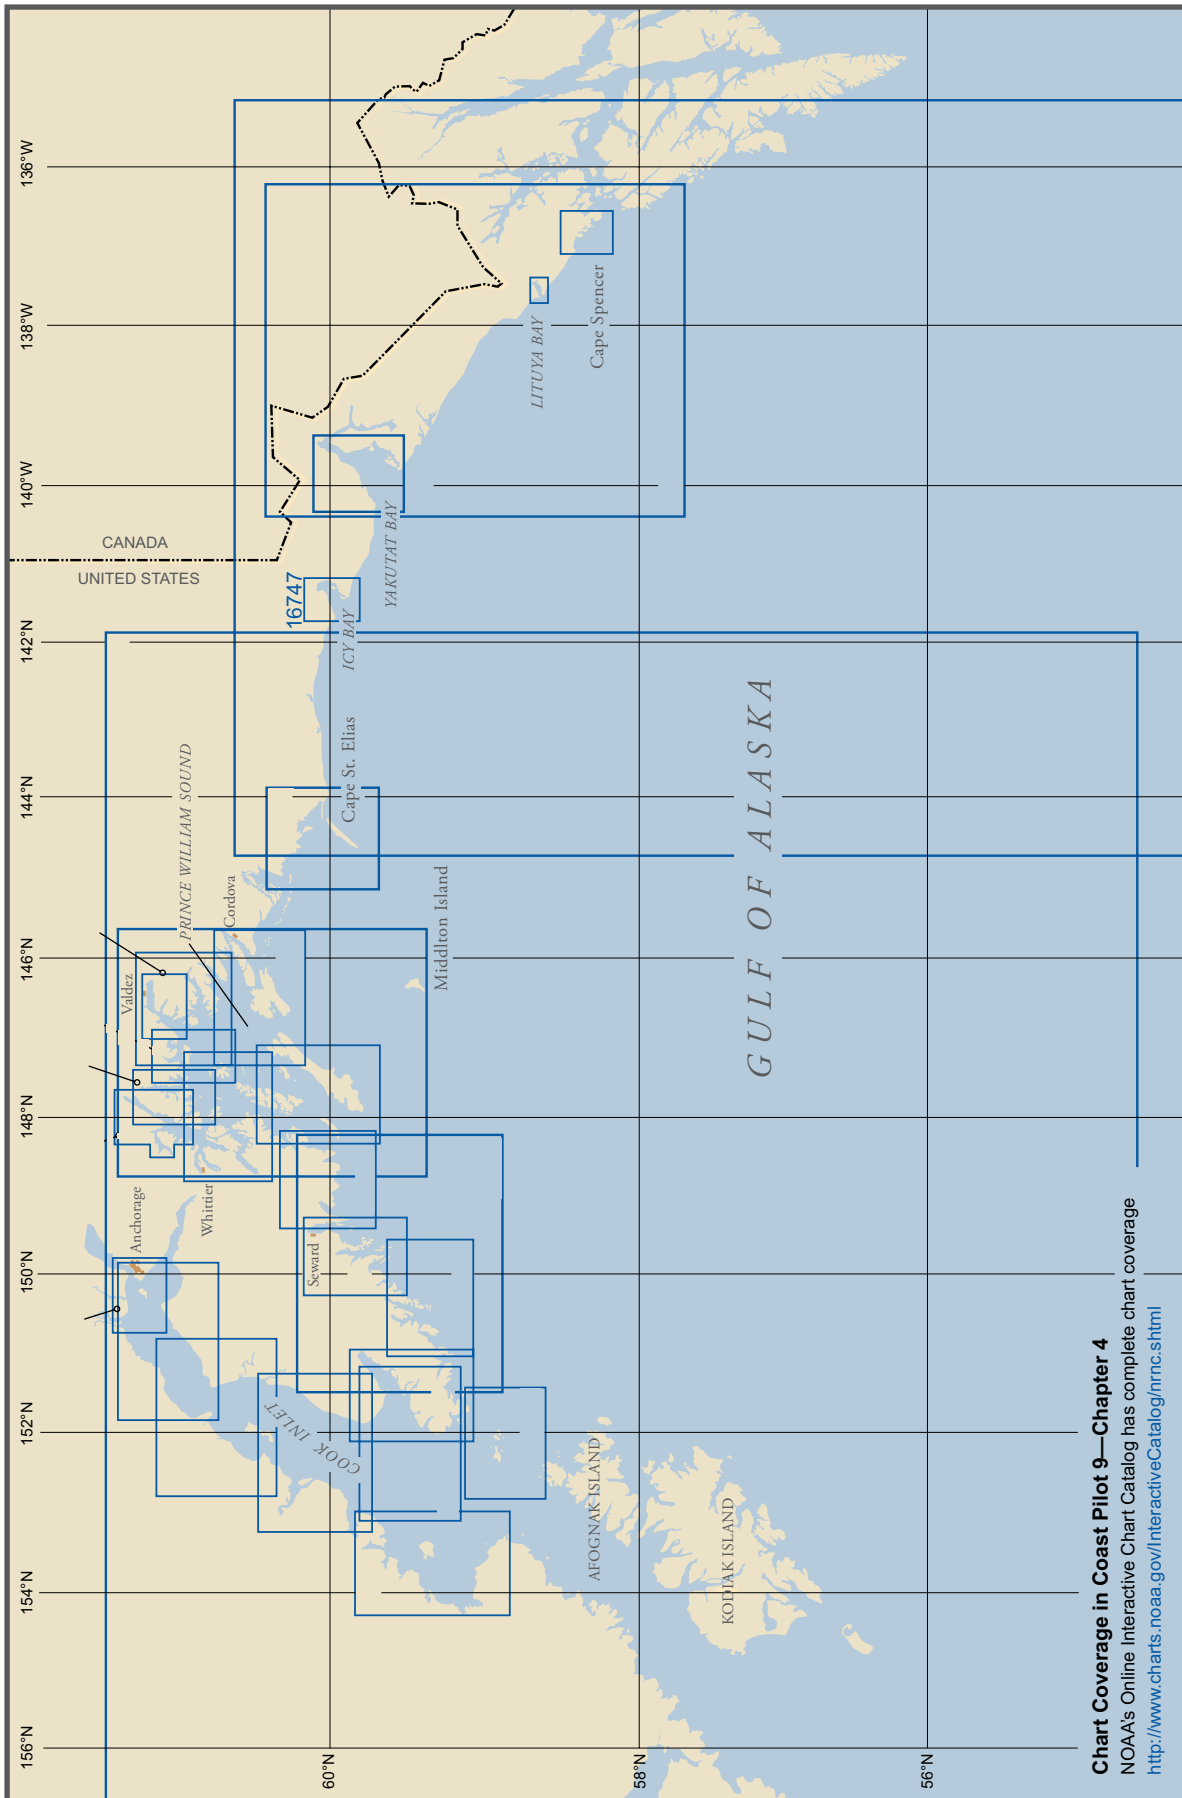 156°N
154°N
152°N
150°N
148°N
146°N
144°N
142°N
140°W
138°W
136°W
CANADA
UNITED STATES
Anchorage
Valdez
PRINCE WILLIAM SOUND
Whittier
Cordova
16747
COOK INLET
Seward
Cape St. Elias
ICY BAY
YAKUTAT BAY
Middlton Island
LITUYA BAY
Cape Spencer
AFOGNAK ISLAND
KODIAK ISLAND
GULF OF ALASKA
60°N
58°N
56°N
Chart Coverage in Coast Pilot 9—Chapter 4
NOAA's Online Interactive Chart Catalog has complete chart coverage
http://www.charts.noaa.gov/InteractiveCatalog/nrnc.shtml